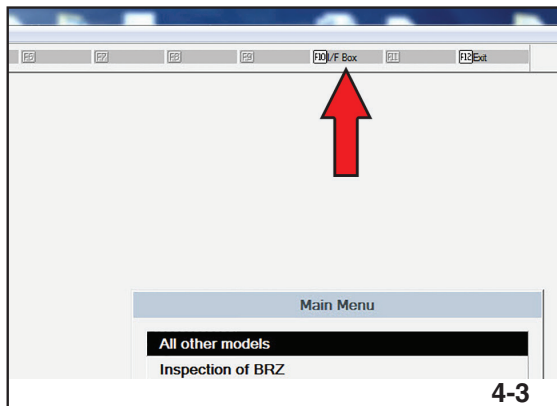 F6 F7 F8 F9 F10 I/F Box F11 F12 Exit
Main Menu
All other models
Inspection of BRZ
4-3